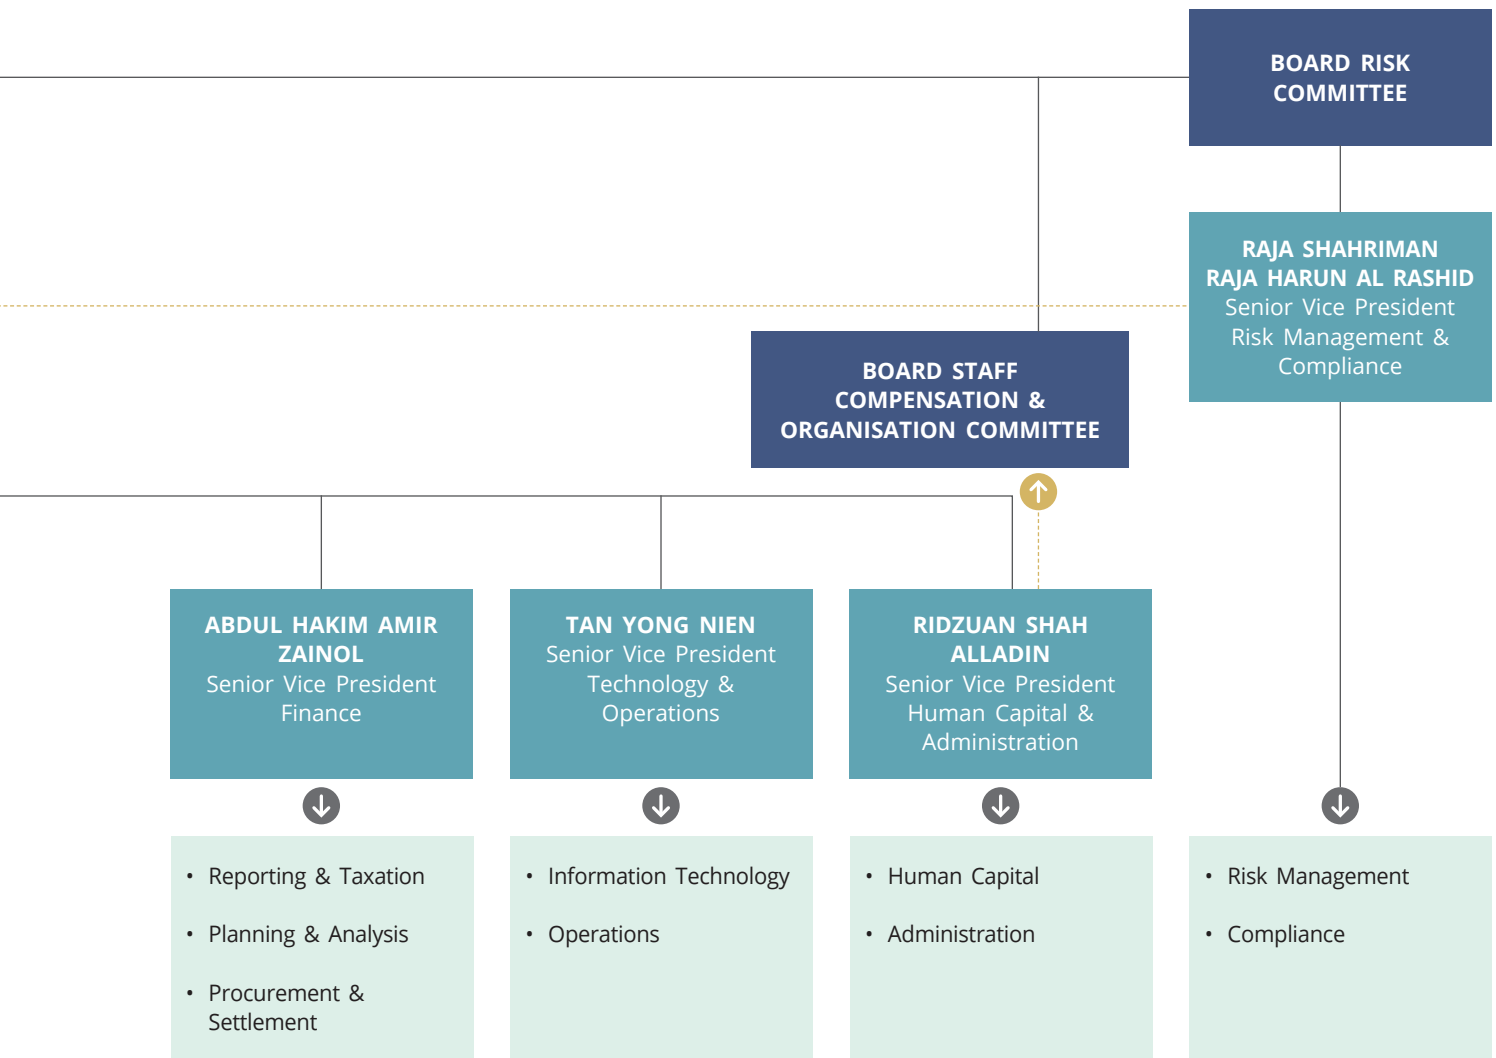 BOARD RISK
COMMITTEE
RAJA SHAHRIMAN
RAJA HARUN AL RASHID
Senior Vice President
Risk Management &
Compliance
BOARD STAFF
COMPENSATION &
ORGANISATION COMMITTEE
ABDUL HAKIM AMIR
ZAINOL
Senior Vice President
Finance
TAN YONG NIEN
Senior Vice President
Technology &
Operations
RIDZUAN SHAH
ALLADIN
Senior Vice President
Human Capital &
Administration
• Reporting & Taxation
• Planning & Analysis
• Procurement &
Settlement
• Information Technology
• Operations
• Human Capital
• Administration
• Risk Management
• Compliance